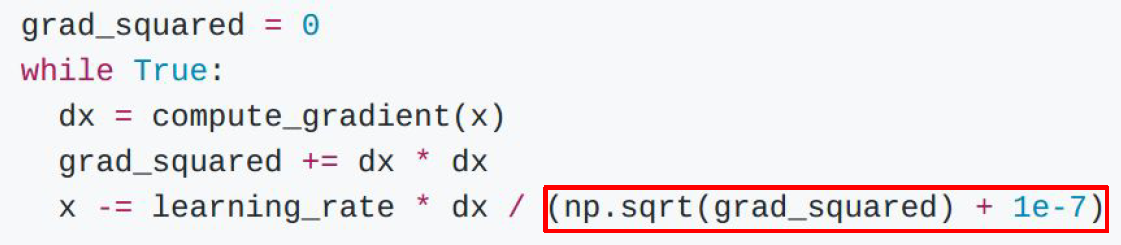 grad_squared = 0
while True:
  dx = compute_gradient(x)
  grad_squared += dx * dx
  x -= learning_rate * dx / (np.sqrt(grad_squared) + 1e-7)